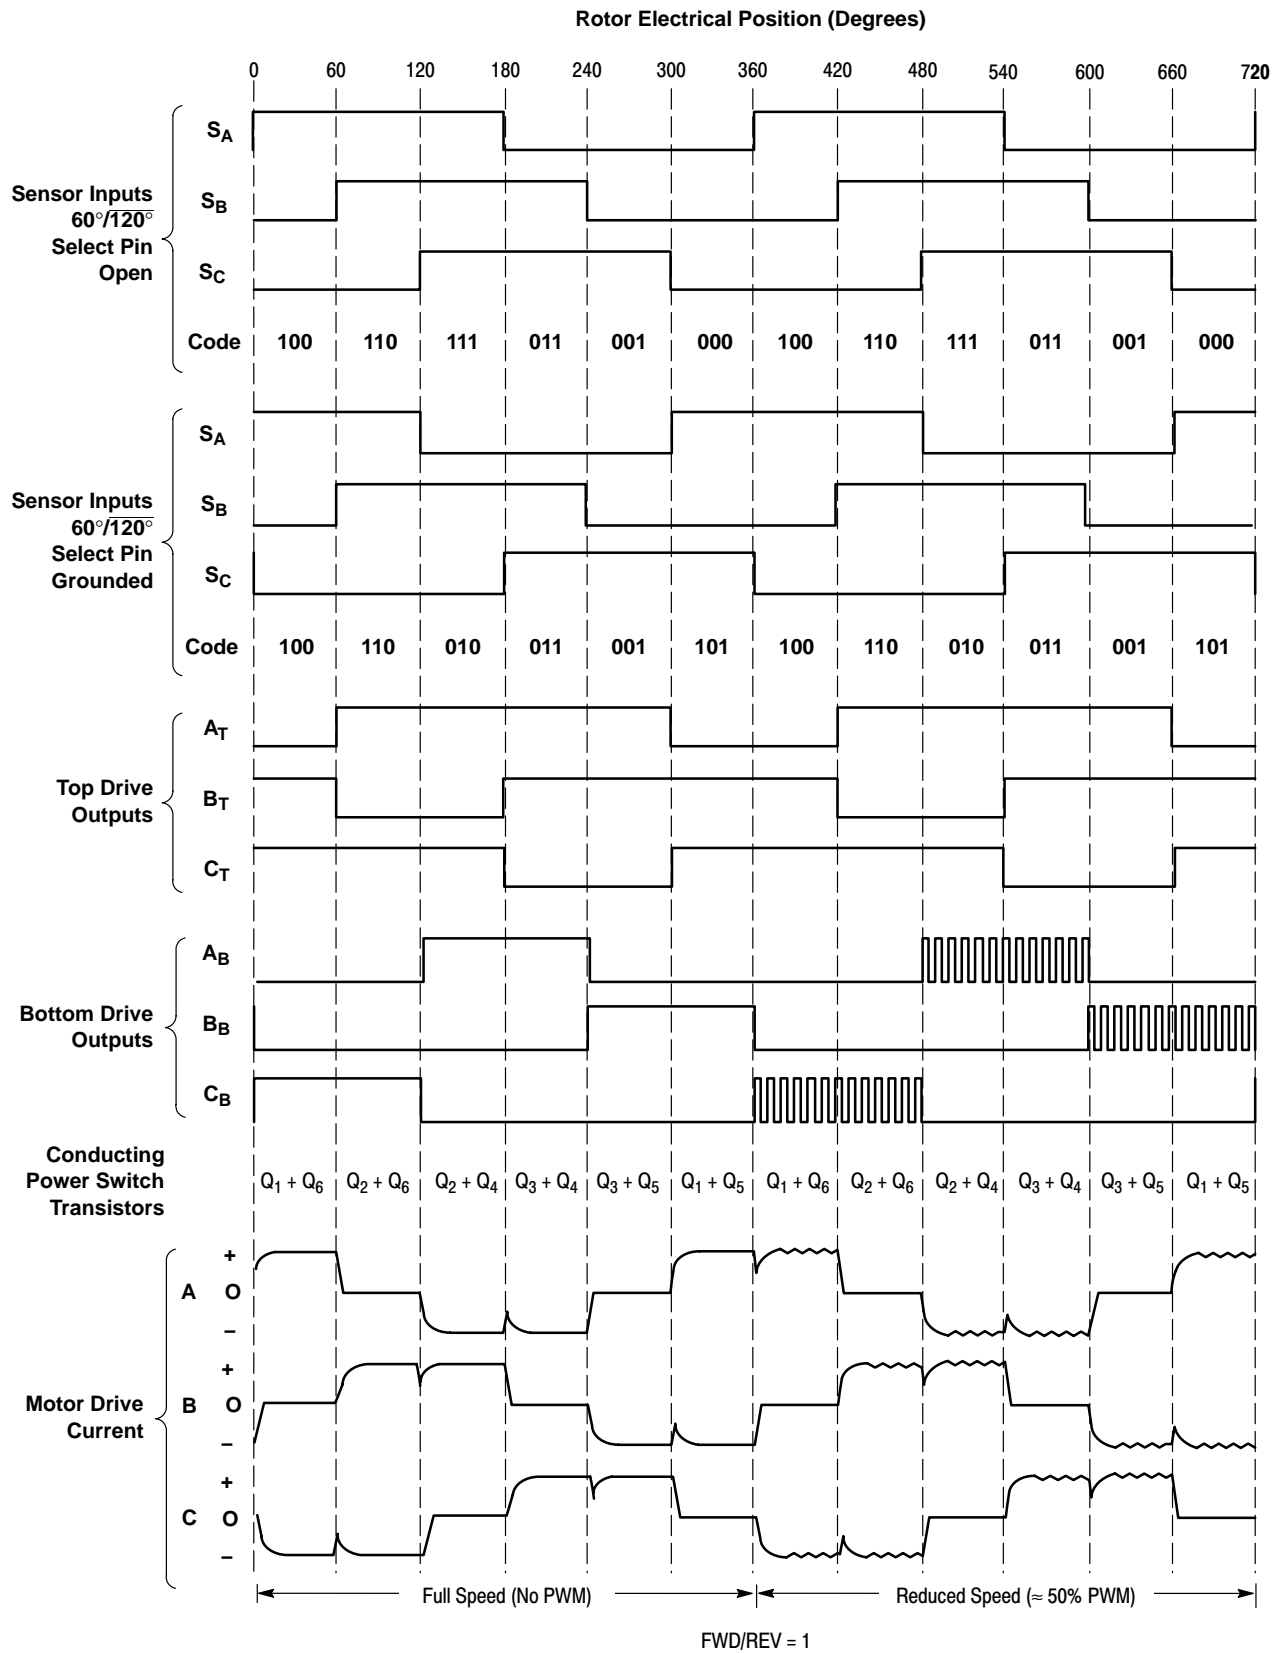 Rotor Electrical Position (Degrees)
0 60 120 180 240 300 360 420 480 540 600 660 720
Sensor Inputs
60°/120°
Select Pin
Open
SA
SB
SC
Code 100 110 111 011 001 000 100 110 111 011 001 000
Sensor Inputs
60°/120°
Select Pin
Grounded
SA
SB
SC
Code 100 110 010 011 001 101 100 110 010 011 001 101
Top Drive
Outputs
AT
BT
CT
Bottom Drive
Outputs
AB
BB
CB
Conducting
Power Switch
Transistors
Q1 + Q6 Q2 + Q6 Q2 + Q4 Q3 + Q4 Q3 + Q5 Q1 + Q5 Q1 + Q6 Q2 + Q6 Q2 + Q4 Q3 + Q4 Q3 + Q5 Q1 + Q5
Motor Drive
Current
+
A O
–
+
B O
–
+
C O
–
Full Speed (No PWM) Reduced Speed (≈ 50% PWM)
FWD/REV = 1